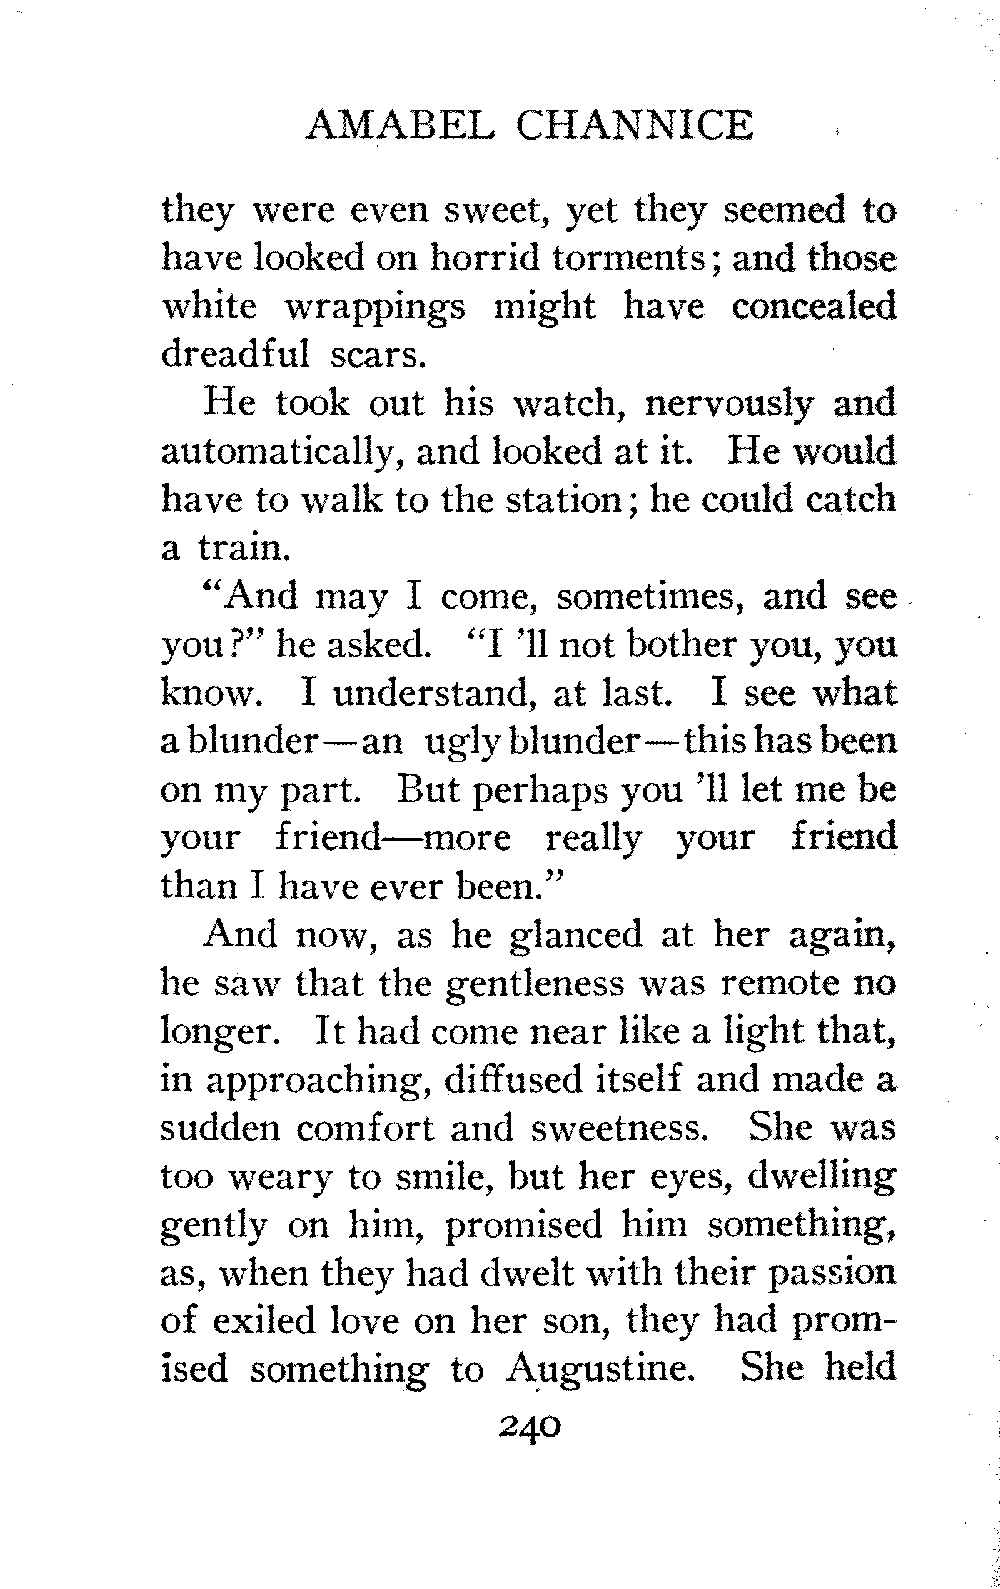 AMABEL CHANNICE
they were even sweet, yet they seemed to
have looked on horrid torments; and those
white wrappings might have concealed
dreadful scars.
He took out his watch, nervously and
automatically, and looked at it. He would
have to walk to the station; he could catch
a train.
“And may I come, sometimes, and see
you?” he asked. “I ’ll not bother you, you
know. I understand, at last. I see what
a blunder—an ugly blunder—this has been
on my part. But perhaps you ’ll let me be
your friend—more really your friend
than I have ever been.”
And now, as he glanced at her again,
he saw that the gentleness was remote no
longer. It had come near like a light that,
in approaching, diffused itself and made a
sudden comfort and sweetness. She was
too weary to smile, but her eyes, dwelling
gently on him, promised him something,
as, when they had dwelt with their passion
of exiled love on her son, they had prom-
ised something to Augustine. She held
240